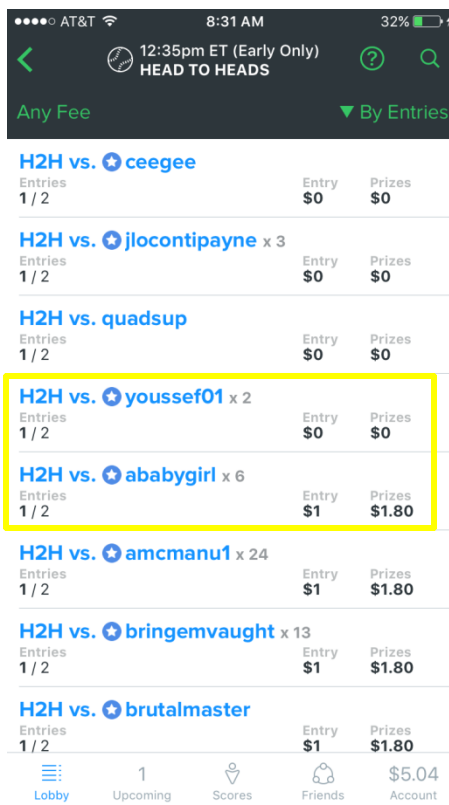 AT&T 8:31 AM 32%
12:35pm ET (Early Only)
HEAD TO HEADS
Any Fee ▼ By Entries
H2H vs. ceegee
Entries Entry Prizes
1 / 2 $0 $0
H2H vs. jlocontipayne x 3
Entries Entry Prizes
1 / 2 $0 $0
H2H vs. quadsup
Entries Entry Prizes
1 / 2 $0 $0
H2H vs. youssef01 x 2
Entries Entry Prizes
1 / 2 $0 $0
H2H vs. ababygirl x 6
Entries Entry Prizes
1 / 2 $1 $1.80
H2H vs. amcmanu1 x 24
Entries Entry Prizes
1 / 2 $1 $1.80
H2H vs. bringemvaught x 13
Entries Entry Prizes
1 / 2 $1 $1.80
H2H vs. brutalmaster
Entries Entry Prizes
1 / 2 $1 $1.80
1 $5.04
Lobby Upcoming Scores Friends Account